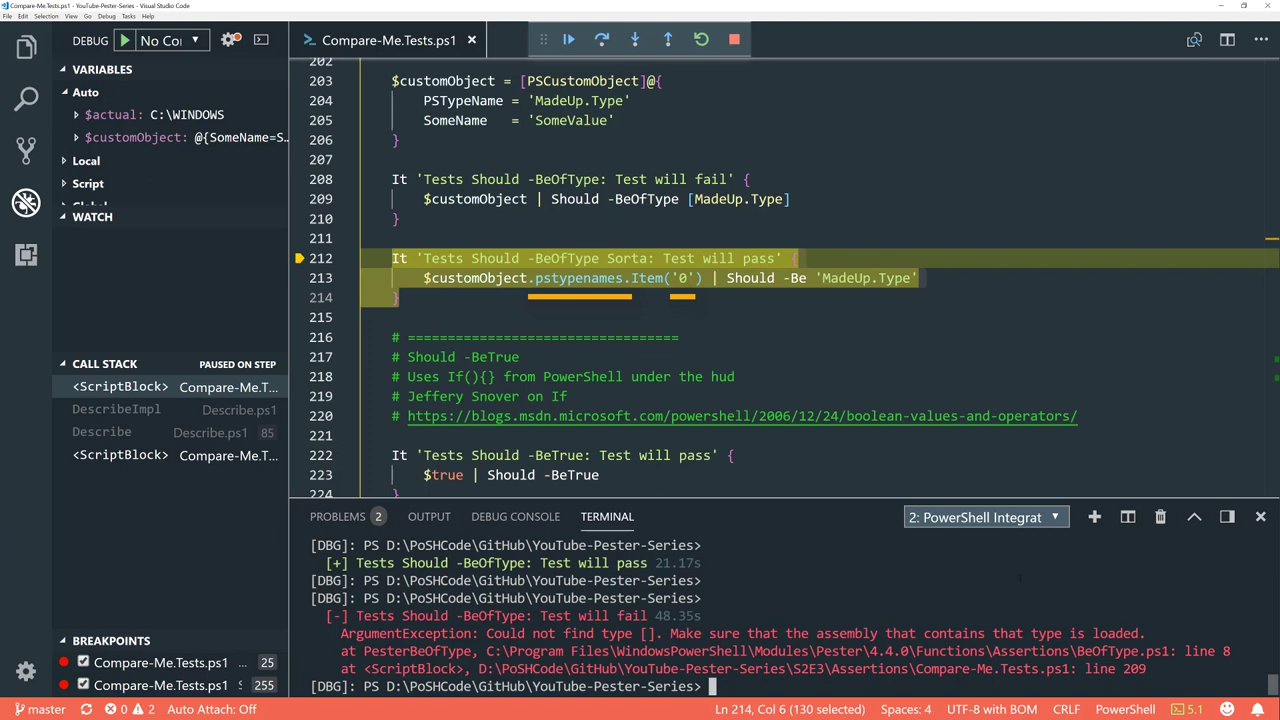 Compare-Me.Tests.ps1 - YouTube-Pester-Series - Visual Studio Code
File Edit Selection View Go Debug Tasks Help
DEBUG No Coi
Compare-Me.Tests.ps1
VARIABLES
Auto
$actual: C:\WINDOWS
$customObject: @{SomeName=S...
Local
Script
WATCH
CALL STACK PAUSED ON STEP
<ScriptBlock> Compare-Me.T...
DescribeImpl Describe.ps1
Describe Describe.ps1 85
<ScriptBlock> Compare-Me.T...
BREAKPOINTS
Compare-Me.Tests.ps1 ... 25
Compare-Me.Tests.ps1 255
202
203 $customObject = [PSCustomObject]@{
204 PSTypeName = 'MadeUp.Type'
205 SomeName = 'SomeValue'
206 }
207
208 It 'Tests Should -BeOfType: Test will fail' {
209 $customObject | Should -BeOfType [MadeUp.Type]
210 }
211
212 It 'Tests Should -BeOfType Sorta: Test will pass' {
213 $customObject.pstypenames.Item('0') | Should -Be 'MadeUp.Type'
214 }
215
216 # ==================================
217 # Should -BeTrue
218 # Uses If(){} from PowerShell under the hud
219 # Jeffery Snover on If
220 # https://blogs.msdn.microsoft.com/powershell/2006/12/24/boolean-values-and-operators/
221
222 It 'Tests Should -BeTrue: Test will pass' {
223 $true | Should -BeTrue
224 }
PROBLEMS 2 OUTPUT DEBUG CONSOLE TERMINAL 2: PowerShell Integrat
[DBG]: PS D:\PoSHCode\GitHub\YouTube-Pester-Series>
[+] Tests Should -BeOfType: Test will pass 21.17s
[DBG]: PS D:\PoSHCode\GitHub\YouTube-Pester-Series>
[DBG]: PS D:\PoSHCode\GitHub\YouTube-Pester-Series>
[-] Tests Should -BeOfType: Test will fail 48.35s
ArgumentException: Could not find type []. Make sure that the assembly that contains that type is loaded.
at PesterBeOfType, C:\Program Files\WindowsPowerShell\Modules\Pester\4.4.0\Functions\Assertions\BeOfType.ps1: line 8
at <ScriptBlock>, D:\PoSHCode\GitHub\YouTube-Pester-Series\S2E3\Assertions\Compare-Me.Tests.ps1: line 209
[DBG]: PS D:\PoSHCode\GitHub\YouTube-Pester-Series>
master 0 2 Auto Attach: Off Ln 214, Col 6 (130 selected) Spaces: 4 UTF-8 with BOM CRLF PowerShell 5.1